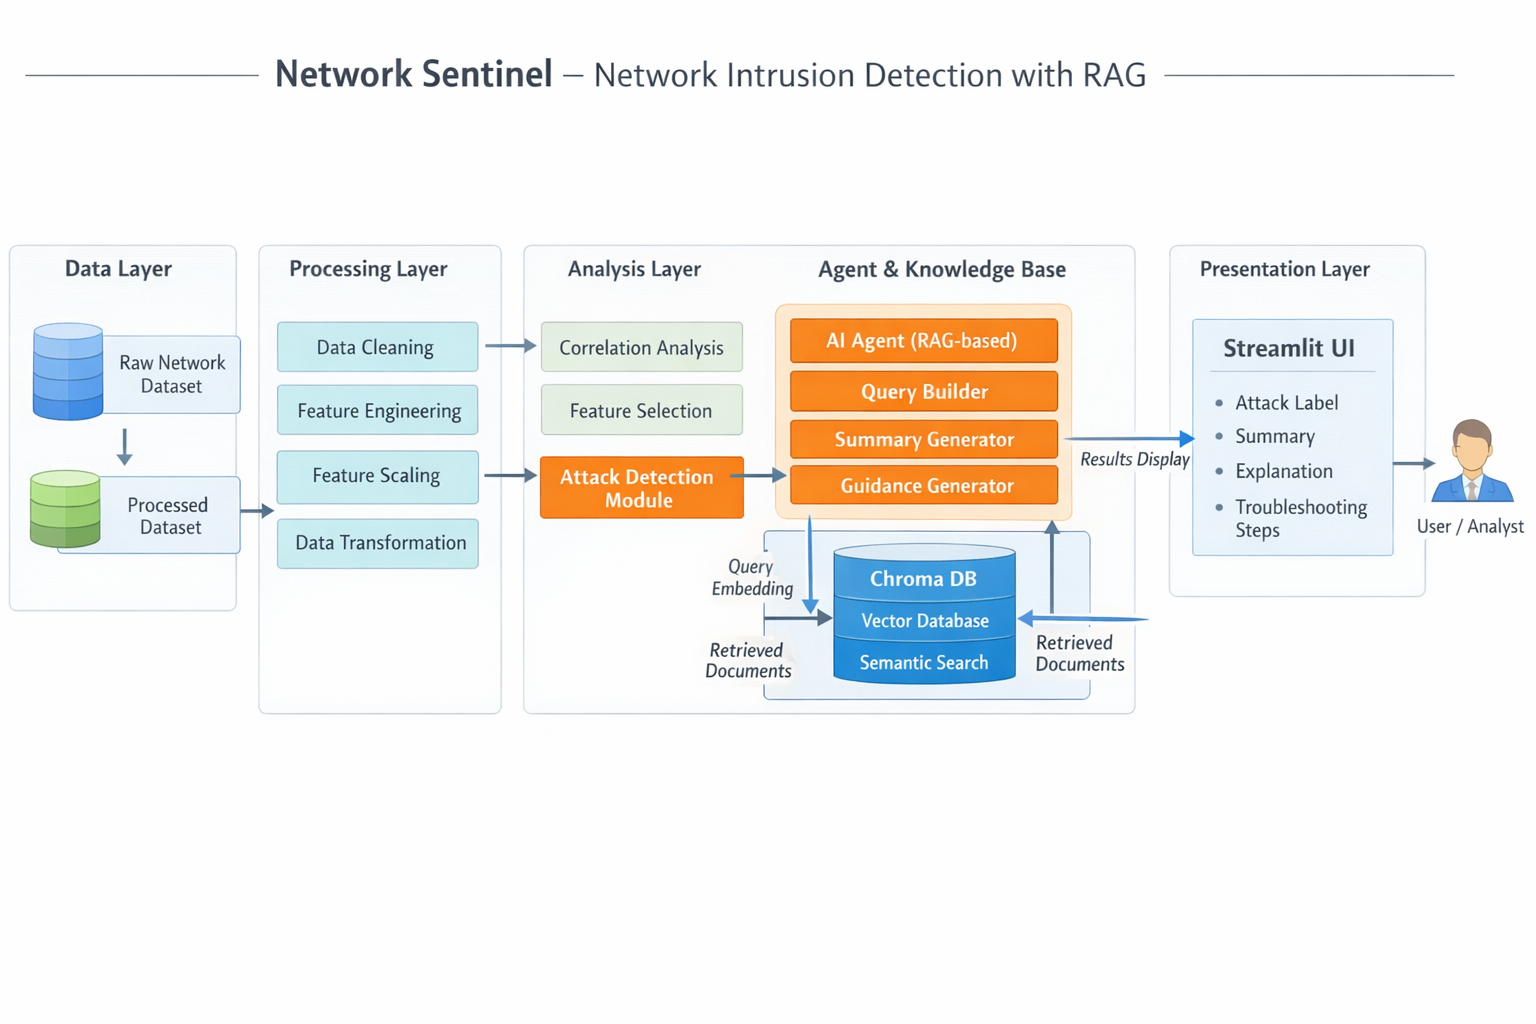 Network Sentinel — Network Intrusion Detection with RAG
Data Layer
Raw Network
Dataset
Processed
Dataset
Processing Layer
Data Cleaning
Feature Engineering
Feature Scaling
Data Transformation
Analysis Layer
Correlation Analysis
Feature Selection
Attack Detection
Module
Agent & Knowledge Base
AI Agent (RAG-based)
Query Builder
Summary Generator
Guidance Generator
Query
Embedding
Retrieved
Documents
Chroma DB
Vector Database
Semantic Search
Retrieved
Documents
Results Display
Presentation Layer
Streamlit UI
• Attack Label
• Summary
• Explanation
• Troubleshooting
Steps
User / Analyst